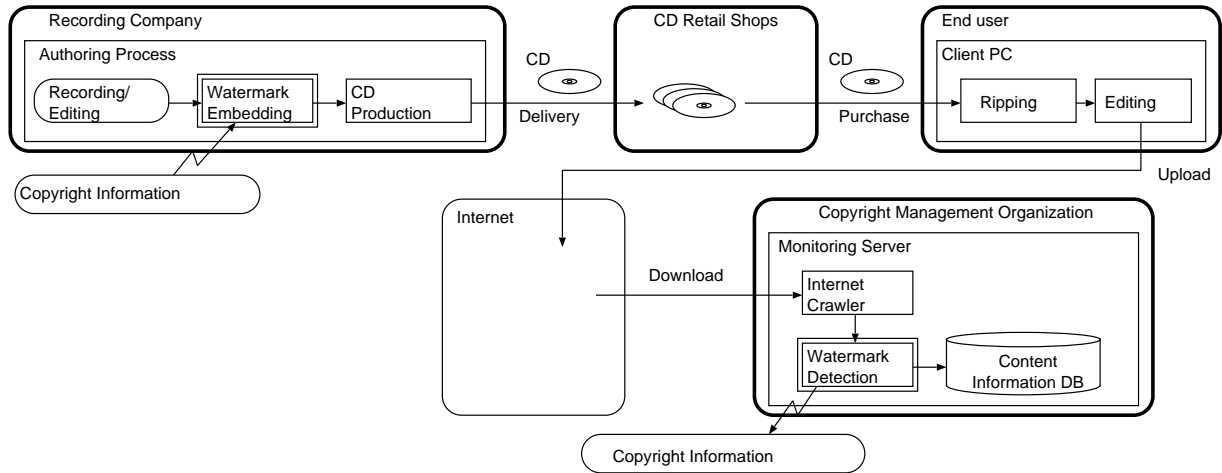 Recording Company
Authoring Process
Recording/
Editing
Watermark
Embedding
CD
Production
Copyright Information
CD
Delivery
CD Retail Shops
CD
Purchase
End user
Client PC
Ripping
Editing
Upload
Internet
Download
Copyright Management Organization
Monitoring Server
Internet
Crawler
Watermark
Detection
Content
Information DB
Copyright Information